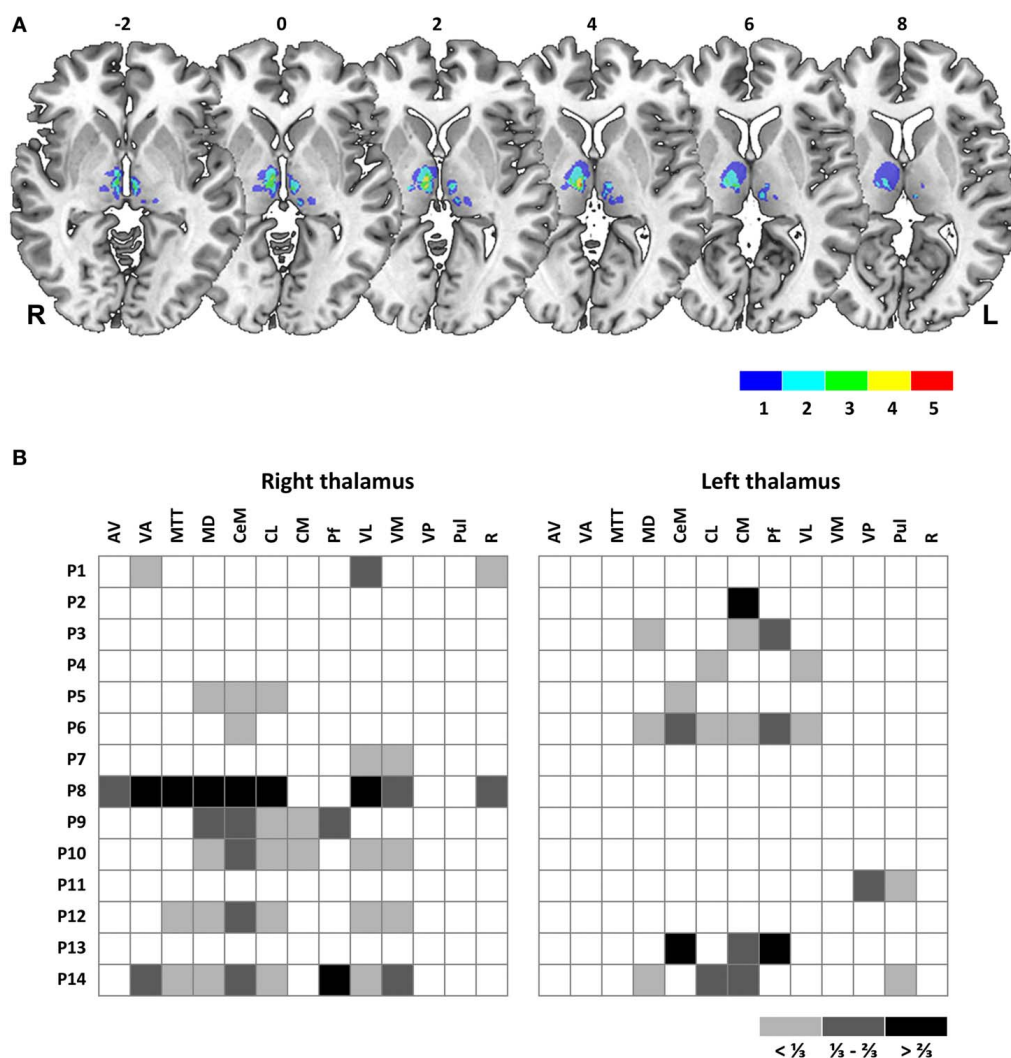 A
-2 0 2 4 6 8
R L
1 2 3 4 5
B
Right thalamus Left thalamus
AV VA MTT MD CeM CL CM Pf VL VM VP Pul R AV VA MTT MD CeM CL CM Pf VL VM VP Pul R
P1
P2
P3
P4
P5
P6
P7
P8
P9
P10
P11
P12
P13
P14
< ⅓ ⅓ - ⅔ > ⅔